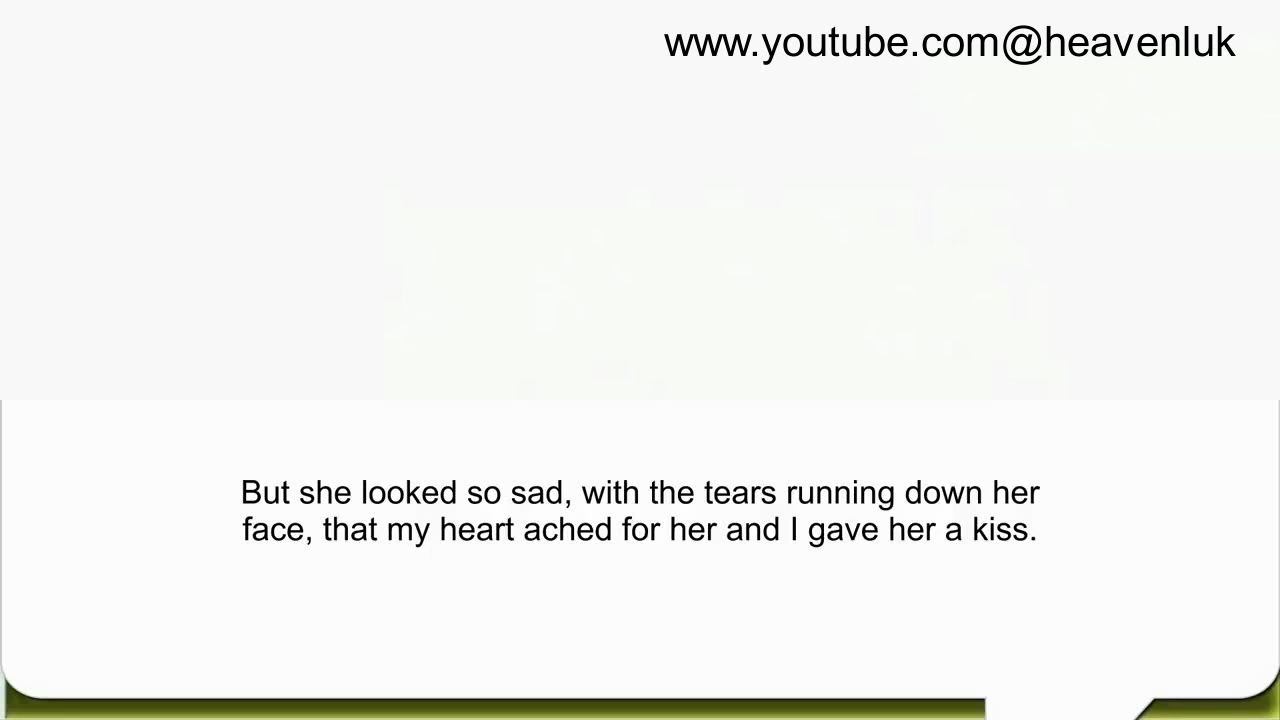 www.youtube.com@heavenluk
But she looked so sad, with the tears running down her
face, that my heart ached for her and I gave her a kiss.